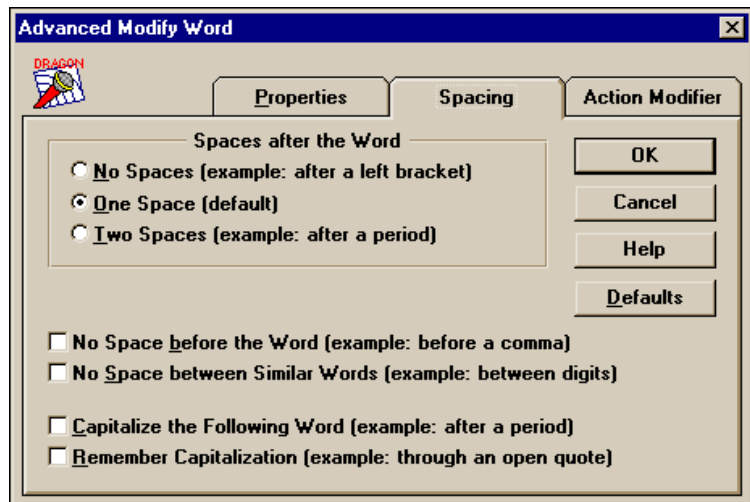 Advanced Modify Word
DRAGON
Properties Spacing Action Modifier
Spaces after the Word
No Spaces (example: after a left bracket)
One Space (default)
Two Spaces (example: after a period)
OK
Cancel
Help
Defaults
No Space before the Word (example: before a comma)
No Space between Similar Words (example: between digits)
Capitalize the Following Word (example: after a period)
Remember Capitalization (example: through an open quote)